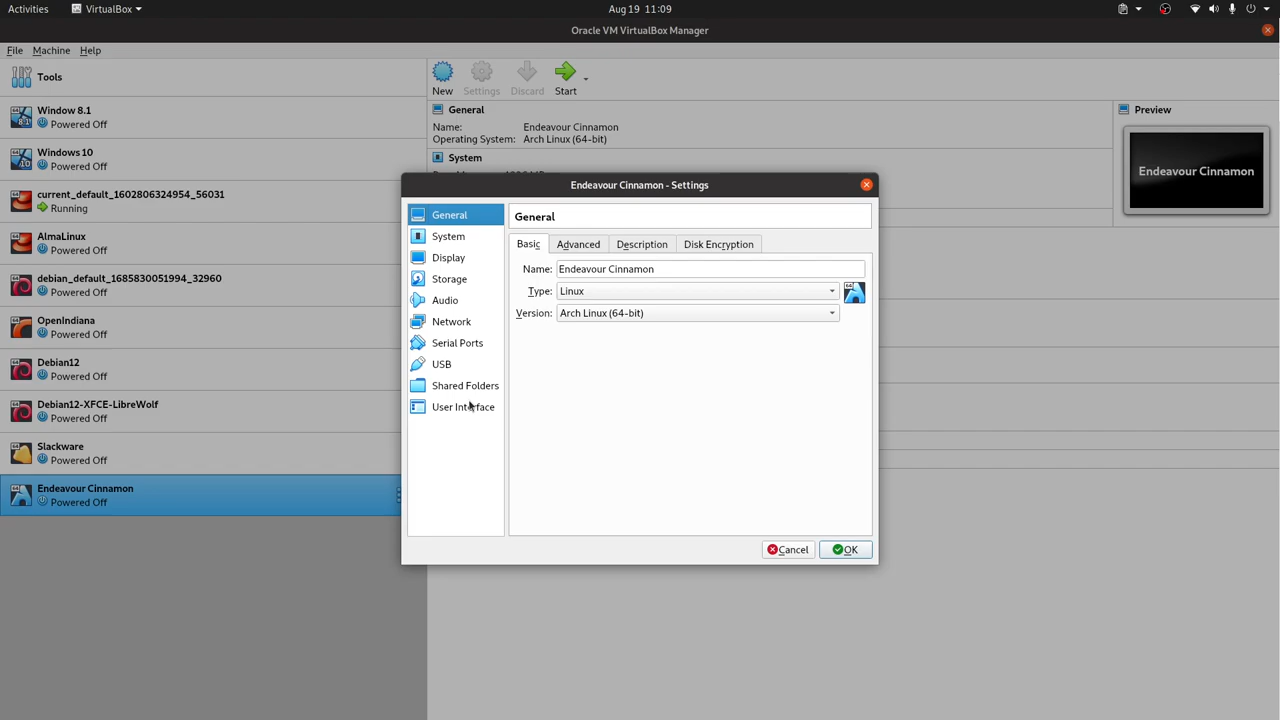 Activities VirtualBox Aug 19 11:09
Oracle VM VirtualBox Manager
File Machine Help
Tools
Window 8.1
Powered Off
Windows 10
Powered Off
current_default_1602806324954_56031
Running
AlmaLinux
Powered Off
debian_default_1685830051994_32960
Powered Off
OpenIndiana
Powered Off
Debian12
Powered Off
Debian12-XFCE-LibreWolf
Powered Off
Slackware
Powered Off
Endeavour Cinnamon
Powered Off
New Settings Discard Start
General
Name: Endeavour Cinnamon
Operating System: Arch Linux (64-bit)
System
Preview
Endeavour Cinnamon
Endeavour Cinnamon - Settings
General
System
Display
Storage
Audio
Network
Serial Ports
USB
Shared Folders
User Interface
General
Basic Advanced Description Disk Encryption
Name: Endeavour Cinnamon
Type: Linux
Version: Arch Linux (64-bit)
Cancel OK